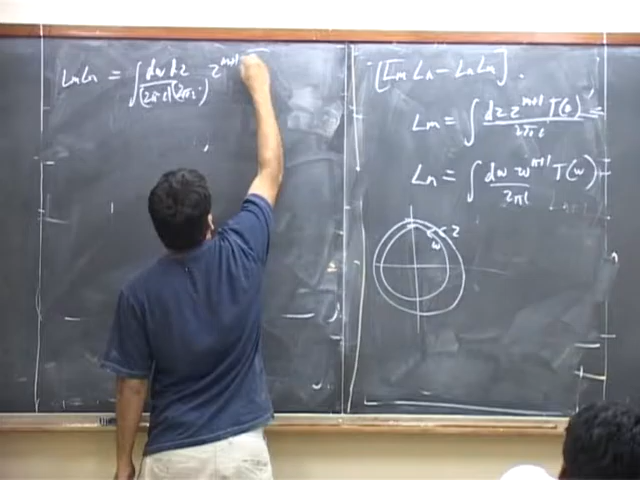 LmLn = ∫ dw dz / (2πi)(2πi) z^{m+1}
[LmLn - LnLm].
Lm = ∫ dz z^{m+1} T(z) / 2πi
Ln = ∫ dw w^{n+1} / 2πi T(w)
z
w